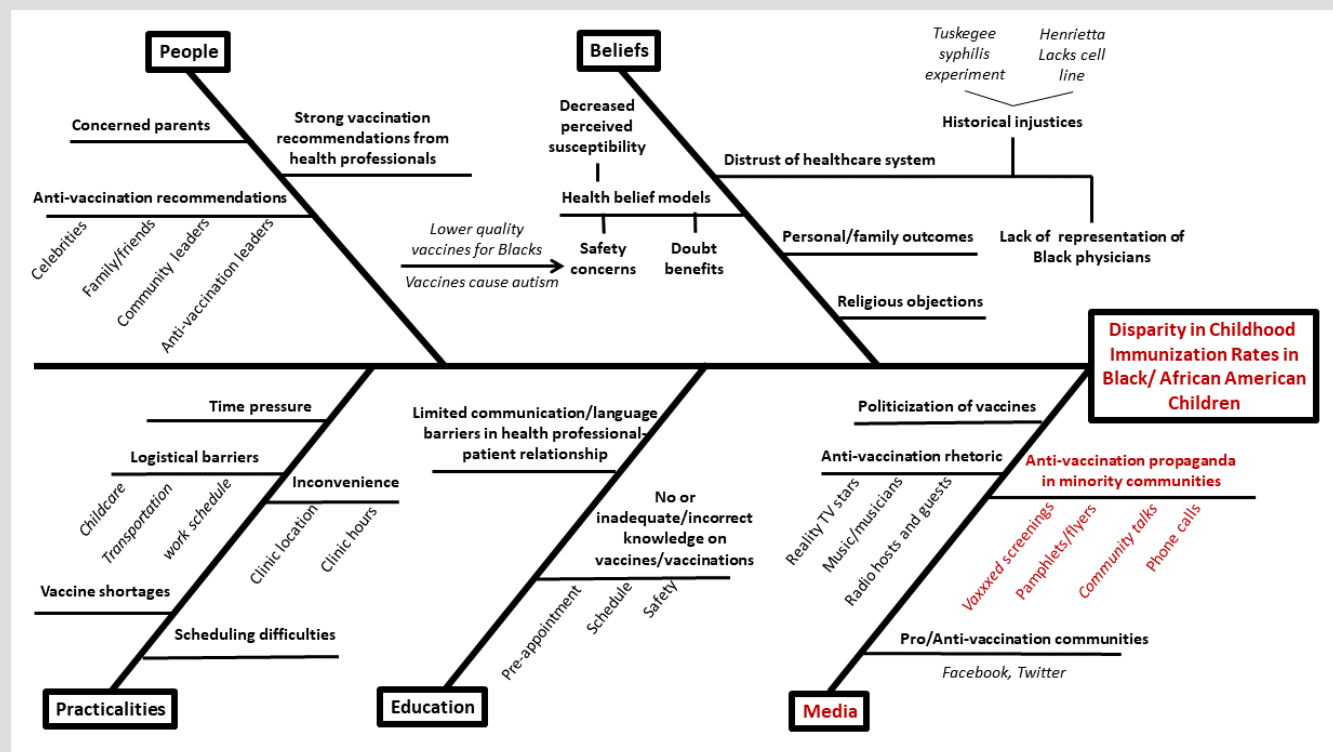 People
Concerned parents
Strong vaccination
recommendations from
health professionals
Anti-vaccination recommendations
Celebrities
Family/friends
Community leaders
Anti-vaccination leaders
Beliefs
Decreased
perceived
susceptibility
Health belief models
Lower quality
vaccines for Blacks
Vaccines cause autism
Safety
concerns
Doubt
benefits
Tuskegee
syphilis
experiment
Henrietta
Lacks cell
line
Historical injustices
Distrust of healthcare system
Lack of representation of
Black physicians
Personal/family outcomes
Religious objections
Disparity in Childhood
Immunization Rates in
Black/ African American
Children
Time pressure
Logistical barriers
Childcare
Transportation
work schedule
Inconvenience
Clinic location
Clinic hours
Vaccine shortages
Scheduling difficulties
Practicalities
Limited communication/language
barriers in health professional-
patient relationship
No or
inadequate/incorrect
knowledge on
vaccines/vaccinations
Pre-appointment
Schedule
Safety
Education
Politicization of vaccines
Anti-vaccination rhetoric
Reality TV stars
Music/musicians
Radio hosts and guests
Anti-vaccination propaganda
in minority communities
Vaxxxed screenings
Pamphlets/flyers
Community talks
Phone calls
Pro/Anti-vaccination communities
Facebook, Twitter
Media